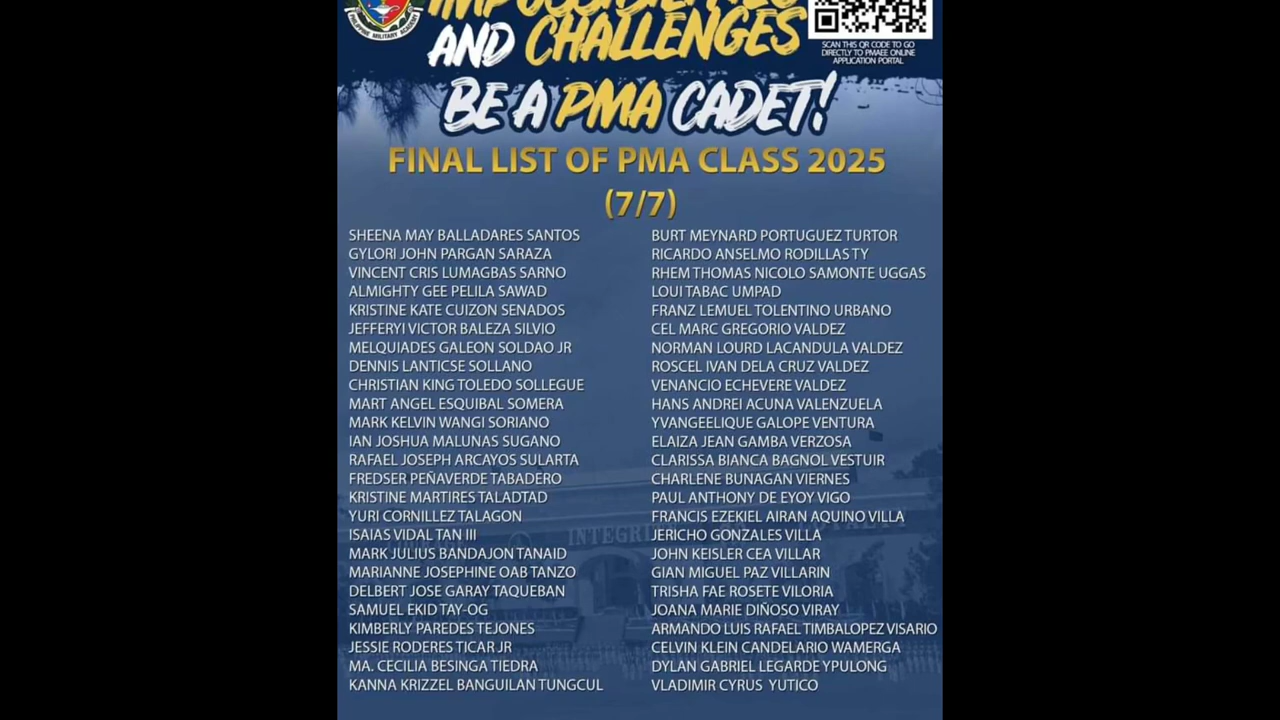 PHILIPPINE MILITARY ACADEMY
AND CHALLENGES
SCAN THIS QR CODE TO GO
DIRECTLY TO PMAEE ONLINE
APPLICATION PORTAL
BE A PMA CADET!
FINAL LIST OF PMA CLASS 2025
(7/7)
SHEENA MAY BALLADARES SANTOS
GYLORI JOHN PARGAN SARAZA
VINCENT CRIS LUMAGBAS SARNO
ALMIGHTY GEE PELILA SAWAD
KRISTINE KATE CUIZON SENADOS
JEFFERYI VICTOR BALEZA SILVIO
MELQUIADES GALEON SOLDAO JR
DENNIS LANTICSE SOLLANO
CHRISTIAN KING TOLEDO SOLLEGUE
MART ANGEL ESQUIBAL SOMERA
MARK KELVIN WANGI SORIANO
IAN JOSHUA MALUNAS SUGANO
RAFAEL JOSEPH ARCAYOS SULARTA
FREDSER PEÑAVERDE TABADERO
KRISTINE MARTIRES TALADTAD
YURI CORNILLEZ TALAGON
ISAIAS VIDAL TAN III
MARK JULIUS BANDAJON TANAID
MARIANNE JOSEPHINE OAB TANZO
DELBERT JOSE GARAY TAQUEBAN
SAMUEL EKID TAY-OG
KIMBERLY PAREDES TEJONES
JESSIE RODERES TICAR JR
MA. CECILIA BESINGA TIEDRA
KANNA KRIZZEL BANGUILAN TUNGCUL
BURT MEYNARD PORTUGUEZ TURTOR
RICARDO ANSELMO RODILLAS TY
RHEM THOMAS NICOLO SAMONTE UGGAS
LOUI TABAC UMPAD
FRANZ LEMUEL TOLENTINO URBANO
CEL MARC GREGORIO VALDEZ
NORMAN LOURD LACANDULA VALDEZ
ROSCEL IVAN DELA CRUZ VALDEZ
VENANCIO ECHEVERE VALDEZ
HANS ANDREI ACUNA VALENZUELA
YVANGEELIQUE GALOPE VENTURA
ELAIZA JEAN GAMBA VERZOSA
CLARISSA BIANCA BAGNOL VESTUIR
CHARLENE BUNAGAN VIERNES
PAUL ANTHONY DE EYOY VIGO
FRANCIS EZEKIEL AIRAN AQUINO VILLA
JERICHO GONZALES VILLA
JOHN KEISLER CEA VILLAR
GIAN MIGUEL PAZ VILLARIN
TRISHA FAE ROSETE VILORIA
JOANA MARIE DIÑOSO VIRAY
ARMANDO LUIS RAFAEL TIMBALOPEZ VISARIO
CELVIN KLEIN CANDELARIO WAMERGA
DYLAN GABRIEL LEGARDE YPULONG
VLADIMIR CYRUS YUTICO
INTEGRITY
LOYALTY